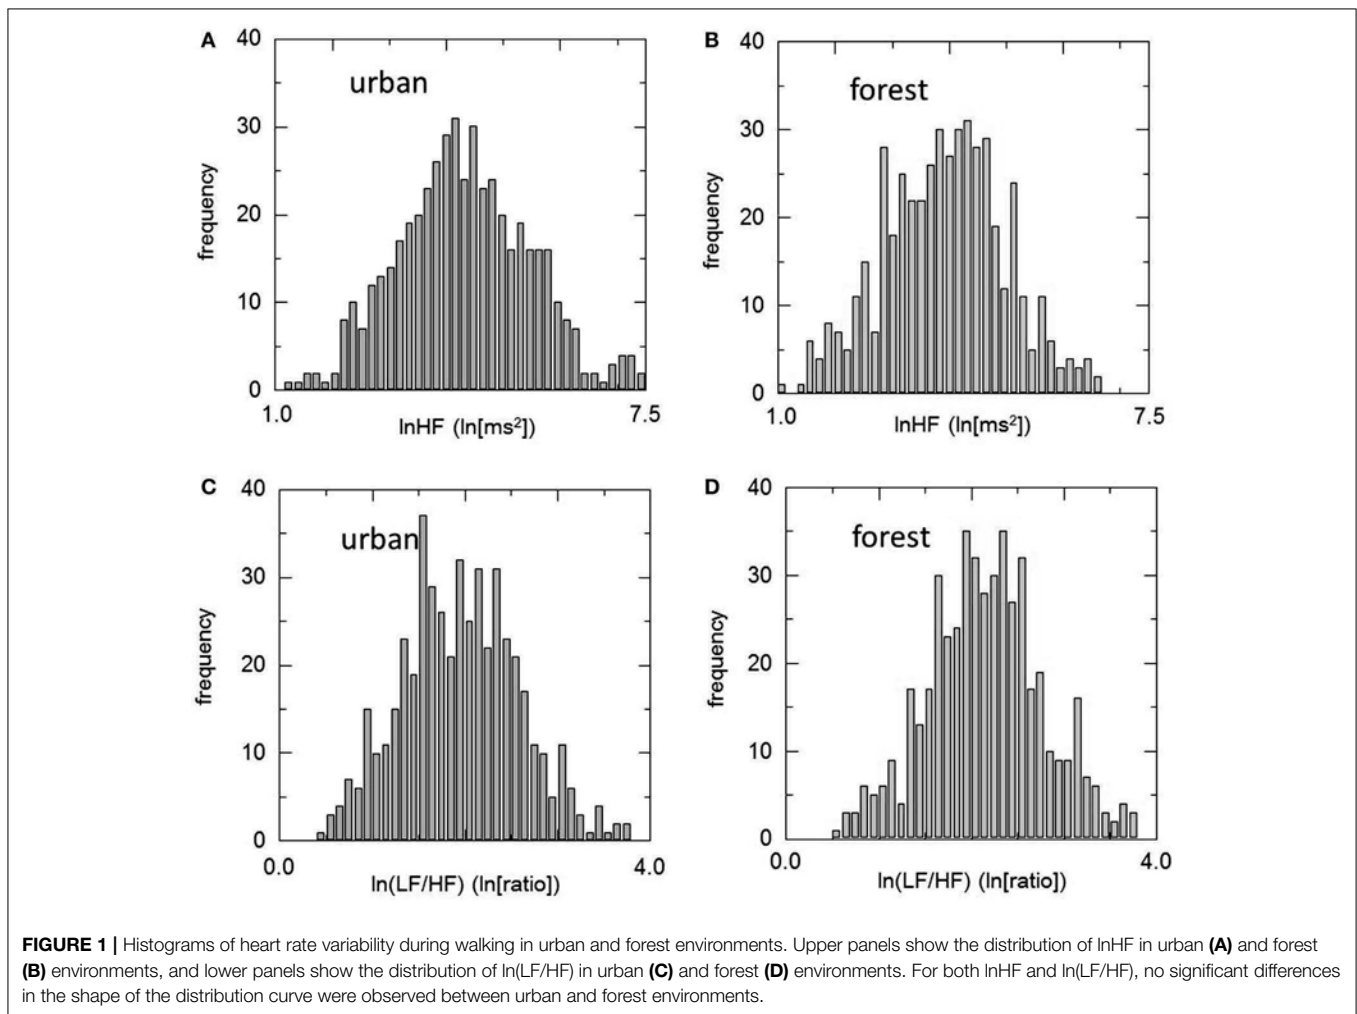 A
40
urban
30
20
10
0
frequency
1.0
7.5
lnHF (ln[ms²])
B
40
forest
30
20
10
0
frequency
1.0
7.5
lnHF (ln[ms²])
C
40
urban
30
20
10
0
frequency
0.0
4.0
ln(LF/HF) (ln[ratio])
D
40
forest
30
20
10
0
frequency
0.0
4.0
ln(LF/HF) (ln[ratio])
FIGURE 1 | Histograms of heart rate variability during walking in urban and forest environments. Upper panels show the distribution of lnHF in urban (A) and forest
(B) environments, and lower panels show the distribution of ln(LF/HF) in urban (C) and forest (D) environments. For both lnHF and ln(LF/HF), no significant differences
in the shape of the distribution curve were observed between urban and forest environments.